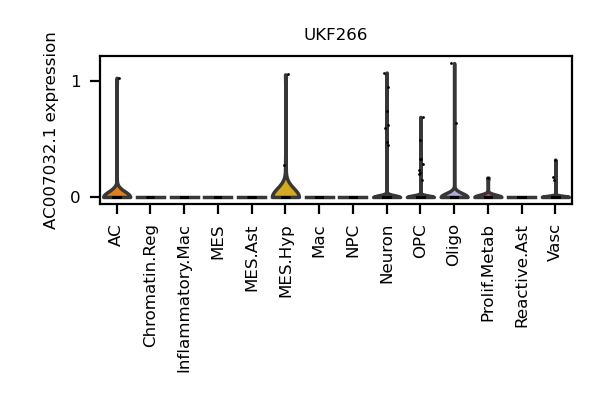 UKF266
AC007032.1 expression
1
0
AC
Chromatin.Reg
Inflammatory.Mac
MES
MES.Ast
MES.Hyp
Mac
NPC
Neuron
OPC
Oligo
Prolif.Metab
Reactive.Ast
Vasc